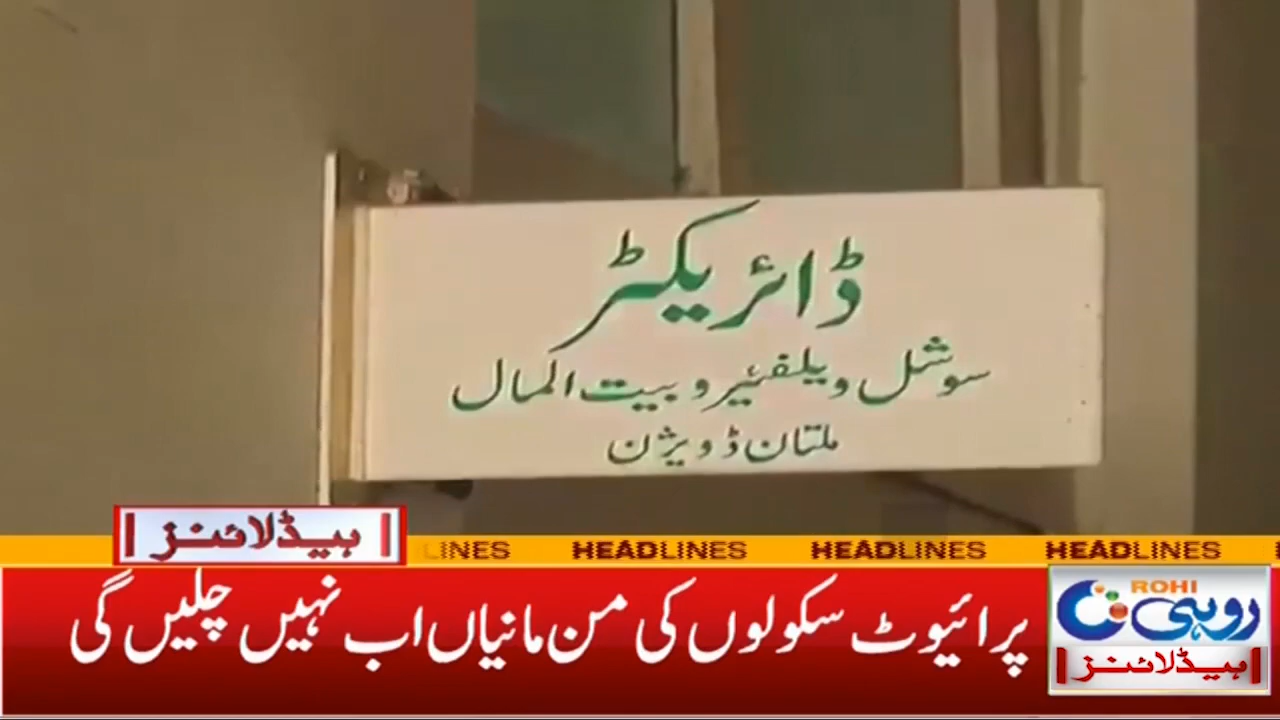 ڈائریکٹر
سوشل ویلفئیر و بیت المال
ملتان ڈویژن
ہیڈلائنز
LINES HEADLINES HEADLINES HEADLINES
پرائیوٹ سکولوں کی من مانیاں اب نہیں چلیں گی
ROHI
روہی
ہیڈلائنز